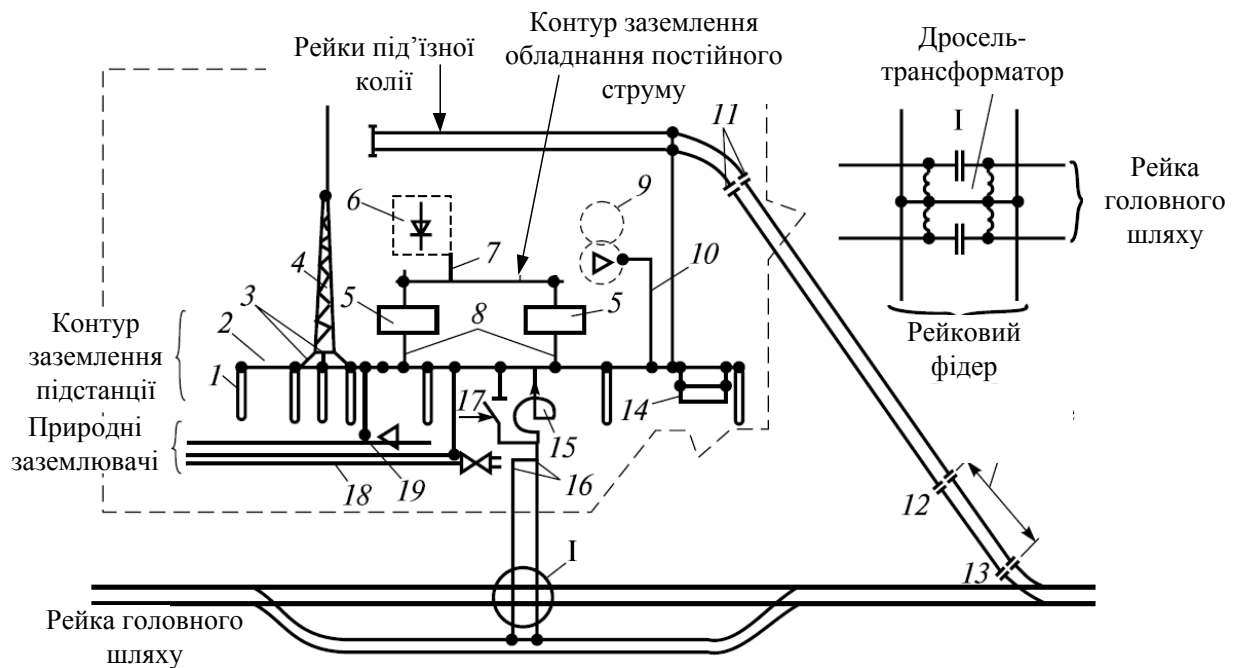 Рейки під’їзної
колії
Контур заземлення
обладнання постійного
струму
Дросель-
трансформатор
I
Рейка
головного
шляху
Рейковий
фідер
11
6
9
7
10
4
5
8
5
3
2
1
Контур
заземлення
підстанції
Природні
заземлювачі
17
15
14
16
18
19
12
13
I
Рейка головного
шляху